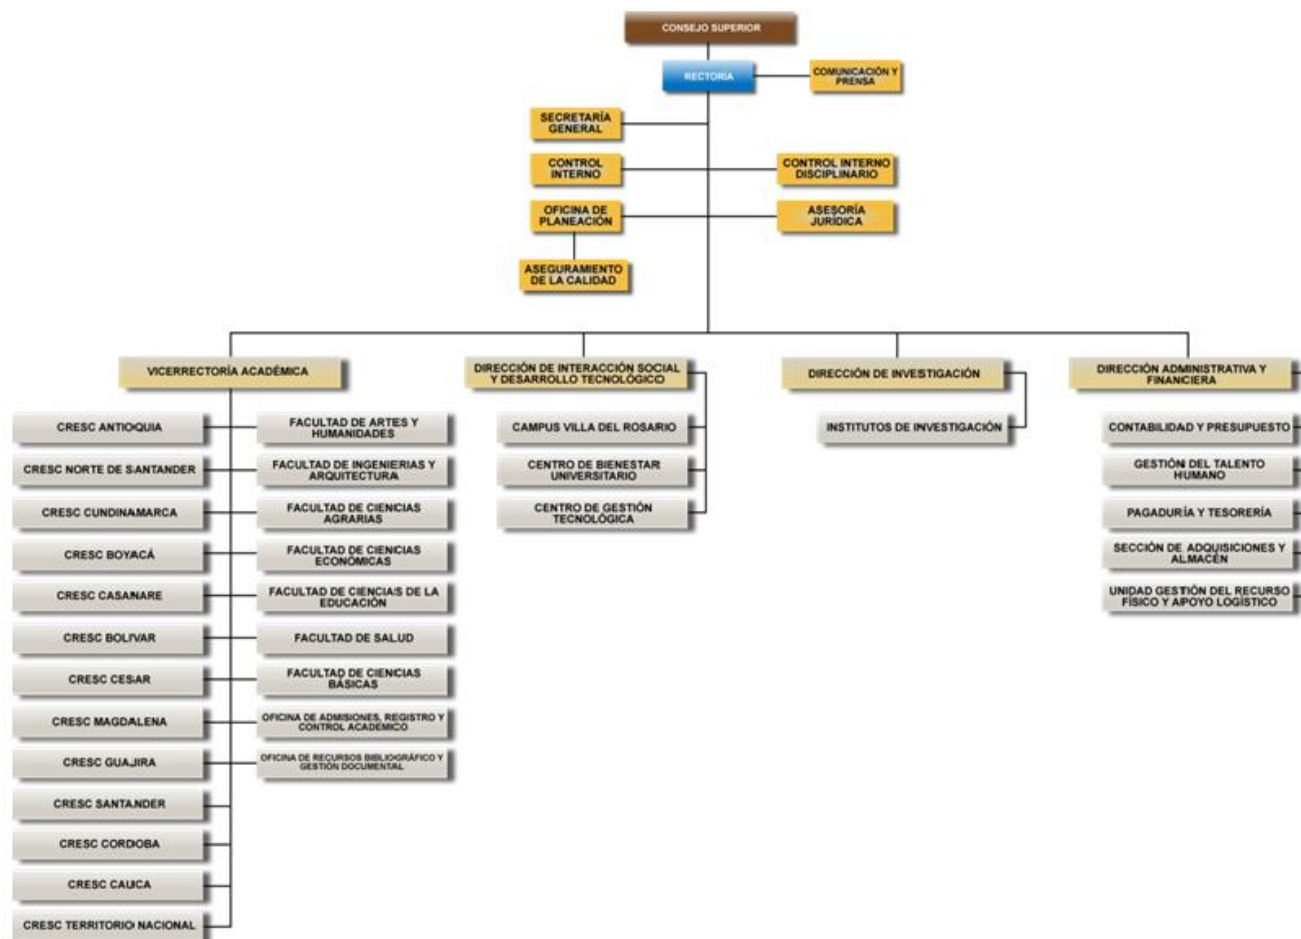 CONSEJO SUPERIOR
RECTORÍA
COMUNICACIÓN Y
PRENSA
SECRETARÍA
GENERAL
CONTROL
INTERNO
CONTROL INTERNO
DISCIPLINARIO
OFICINA DE
PLANEACIÓN
ASESORÍA
JURÍDICA
ASEGURAMIENTO
DE LA CALIDAD
VICERRECTORÍA ACADÉMICA
CRESC ANTIOQUIA
CRESC NORTE DE SANTANDER
CRESC CUNDINAMARCA
CRESC BOYACÁ
CRESC CASANARE
CRESC BOLIVAR
CRESC CESAR
CRESC MAGDALENA
CRESC GUAJIRA
CRESC SANTANDER
CRESC CORDOBA
CRESC CAUCA
CRESC TERRITORIO NACIONAL
FACULTAD DE ARTES Y
HUMANIDADES
FACULTAD DE INGENIERIAS Y
ARQUITECTURA
FACULTAD DE CIENCIAS
AGRARIAS
FACULTAD DE CIENCIAS
ECONÓMICAS
FACULTAD DE CIENCIAS DE LA
EDUCACIÓN
FACULTAD DE SALUD
FACULTAD DE CIENCIAS
BÁSICAS
OFICINA DE ADMISIONES, REGISTRO Y
CONTROL ACADÉMICO
OFICINA DE RECURSOS BIBLIOGRÁFICO Y
GESTIÓN DOCUMENTAL
DIRECCIÓN DE INTERACCIÓN SOCIAL
Y DESARROLLO TECNOLÓGICO
CAMPUS VILLA DEL ROSARIO
CENTRO DE BIENESTAR
UNIVERSITARIO
CENTRO DE GESTIÓN
TECNOLÓGICA
DIRECCIÓN DE INVESTIGACIÓN
INSTITUTOS DE INVESTIGACIÓN
DIRECCIÓN ADMINISTRATIVA Y
FINANCIERA
CONTABILIDAD Y PRESUPUESTO
GESTIÓN DEL TALENTO
HUMANO
PAGADURÍA Y TESORERÍA
SECCIÓN DE ADQUISICIONES Y
ALMACÉN
UNIDAD GESTIÓN DEL RECURSO
FÍSICO Y APOYO LOGÍSTICO